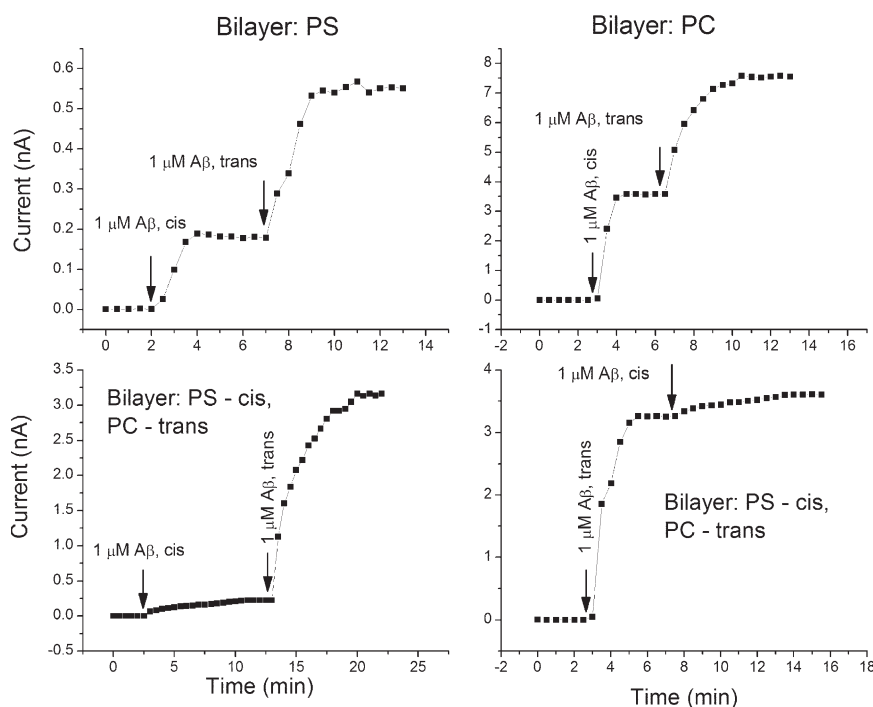 Bilayer: PS
Current (nA)
0.6
0.5
0.4
0.3
0.2
0.1
0.0
1 μM Aβ, cis
1 μM Aβ, trans
0 2 4 6 8 10 12 14
Bilayer: PC
8
7
6
5
4
3
2
1
0
-1
1 μM Aβ, trans
1 μM Aβ, cis
-2 0 2 4 6 8 10 12 14 16
Current (nA)
3.5
3.0
2.5
2.0
1.5
1.0
0.5
0.0
-0.5
Bilayer: PS - cis,
PC - trans
1 μM Aβ, cis
1 μM Aβ, trans
0 5 10 15 20 25
Time (min)
4
3
2
1
0
1 μM Aβ, cis
1 μM Aβ, trans
Bilayer: PS - cis,
PC - trans
-2 0 2 4 6 8 10 12 14 16 18
Time (min)